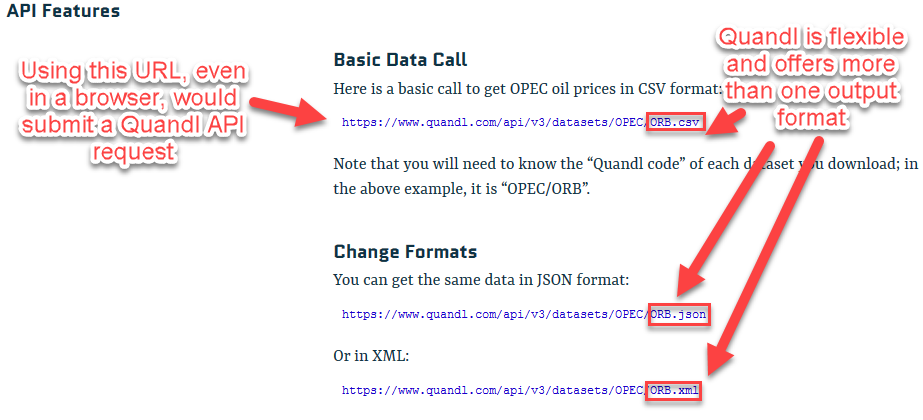 API Features
Using this URL, even
in a browser, would
submit a Quandl API
request
Quandl is flexible
and offers more
than one output
format
Basic Data Call
Here is a basic call to get OPEC oil prices in CSV format:
https://www.quandl.com/api/v3/datasets/OPEC/ORB.csv
Note that you will need to know the “Quandl code” of each dataset you download; in
the above example, it is “OPEC/ORB”.
Change Formats
You can get the same data in JSON format:
https://www.quandl.com/api/v3/datasets/OPEC/ORB.json
Or in XML:
https://www.quandl.com/api/v3/datasets/OPEC/ORB.xml